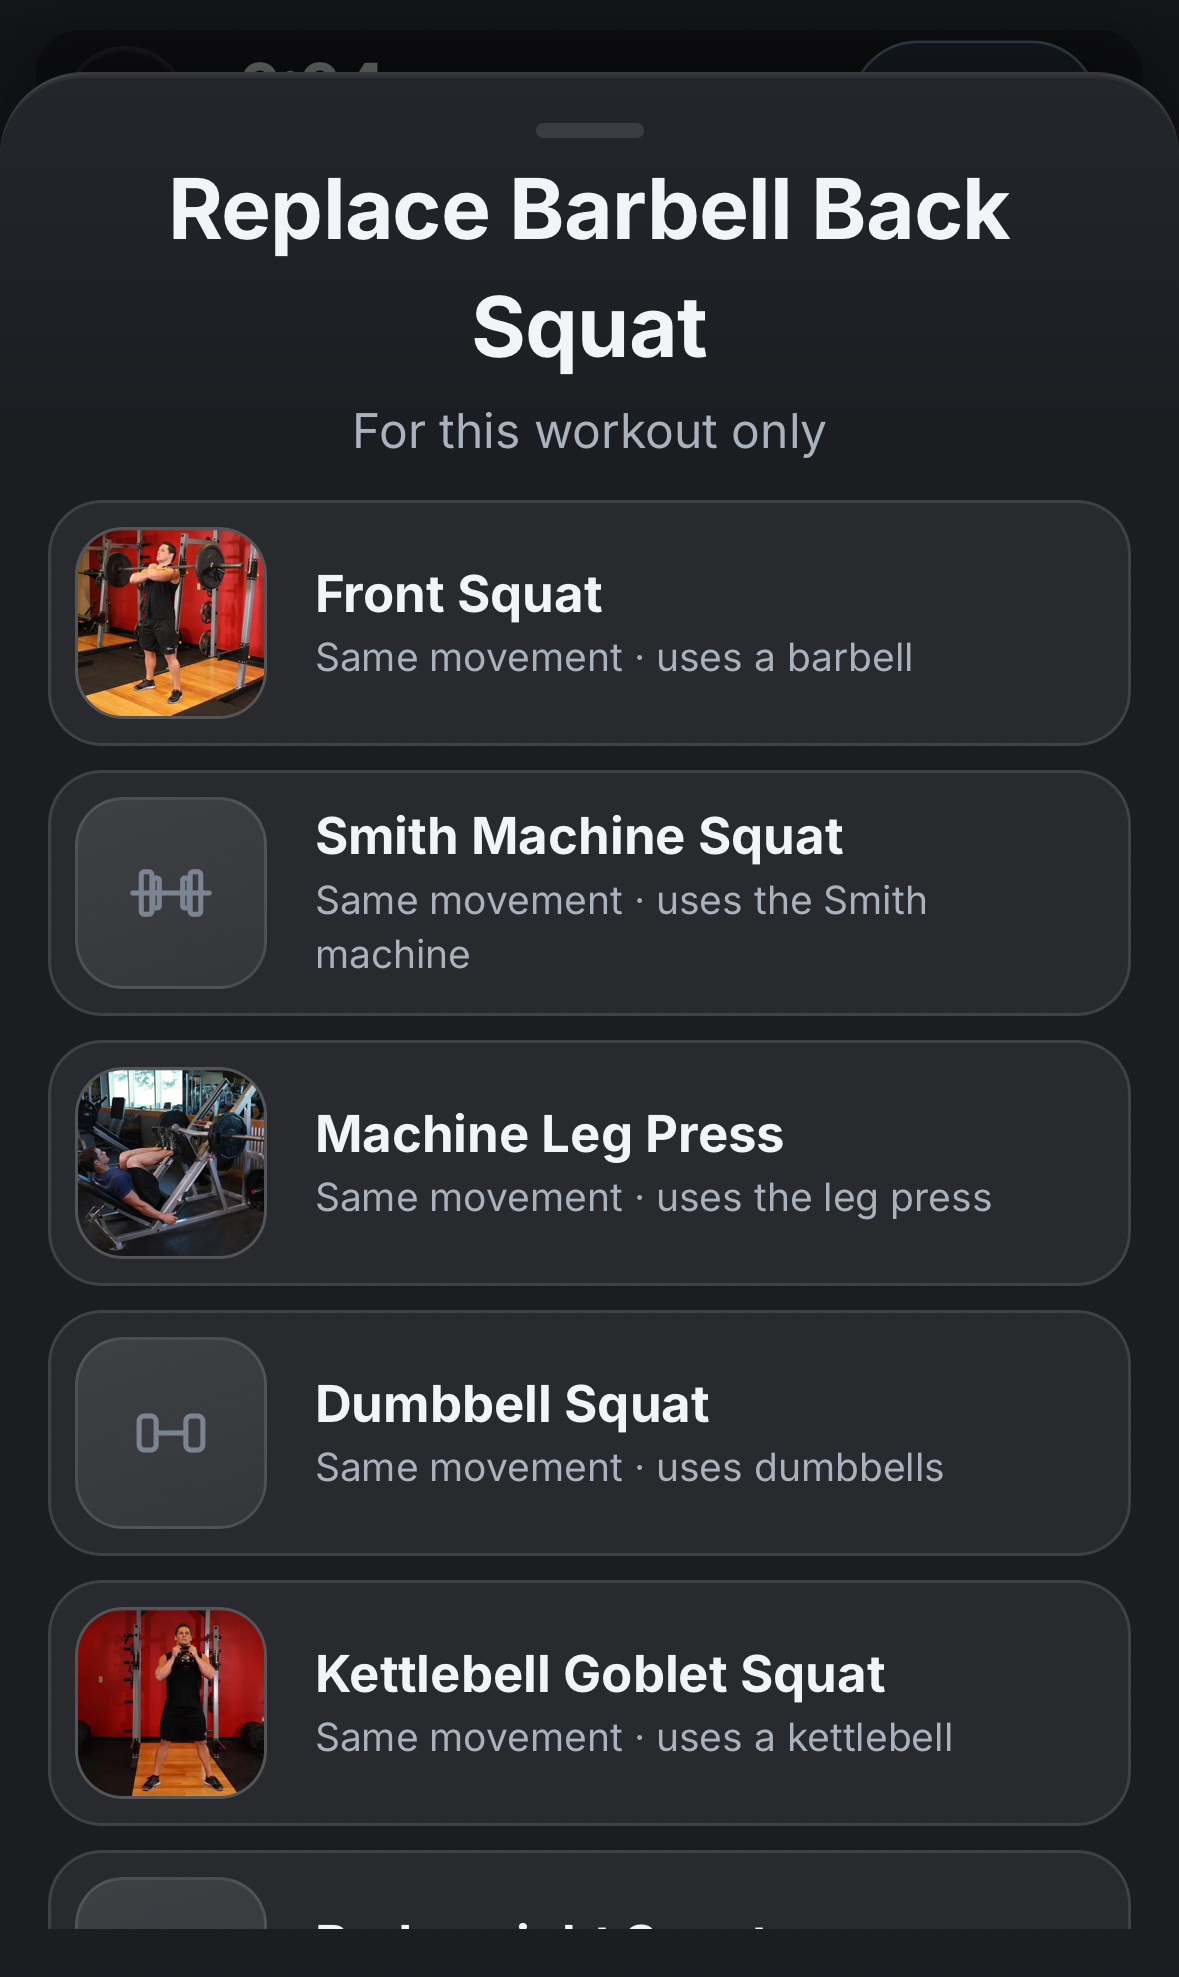 Replace Barbell Back
Squat
For this workout only
Front Squat
Same movement · uses a barbell
Smith Machine Squat
Same movement · uses the Smith
machine
Machine Leg Press
Same movement · uses the leg press
Dumbbell Squat
Same movement · uses dumbbells
Kettlebell Goblet Squat
Same movement · uses a kettlebell